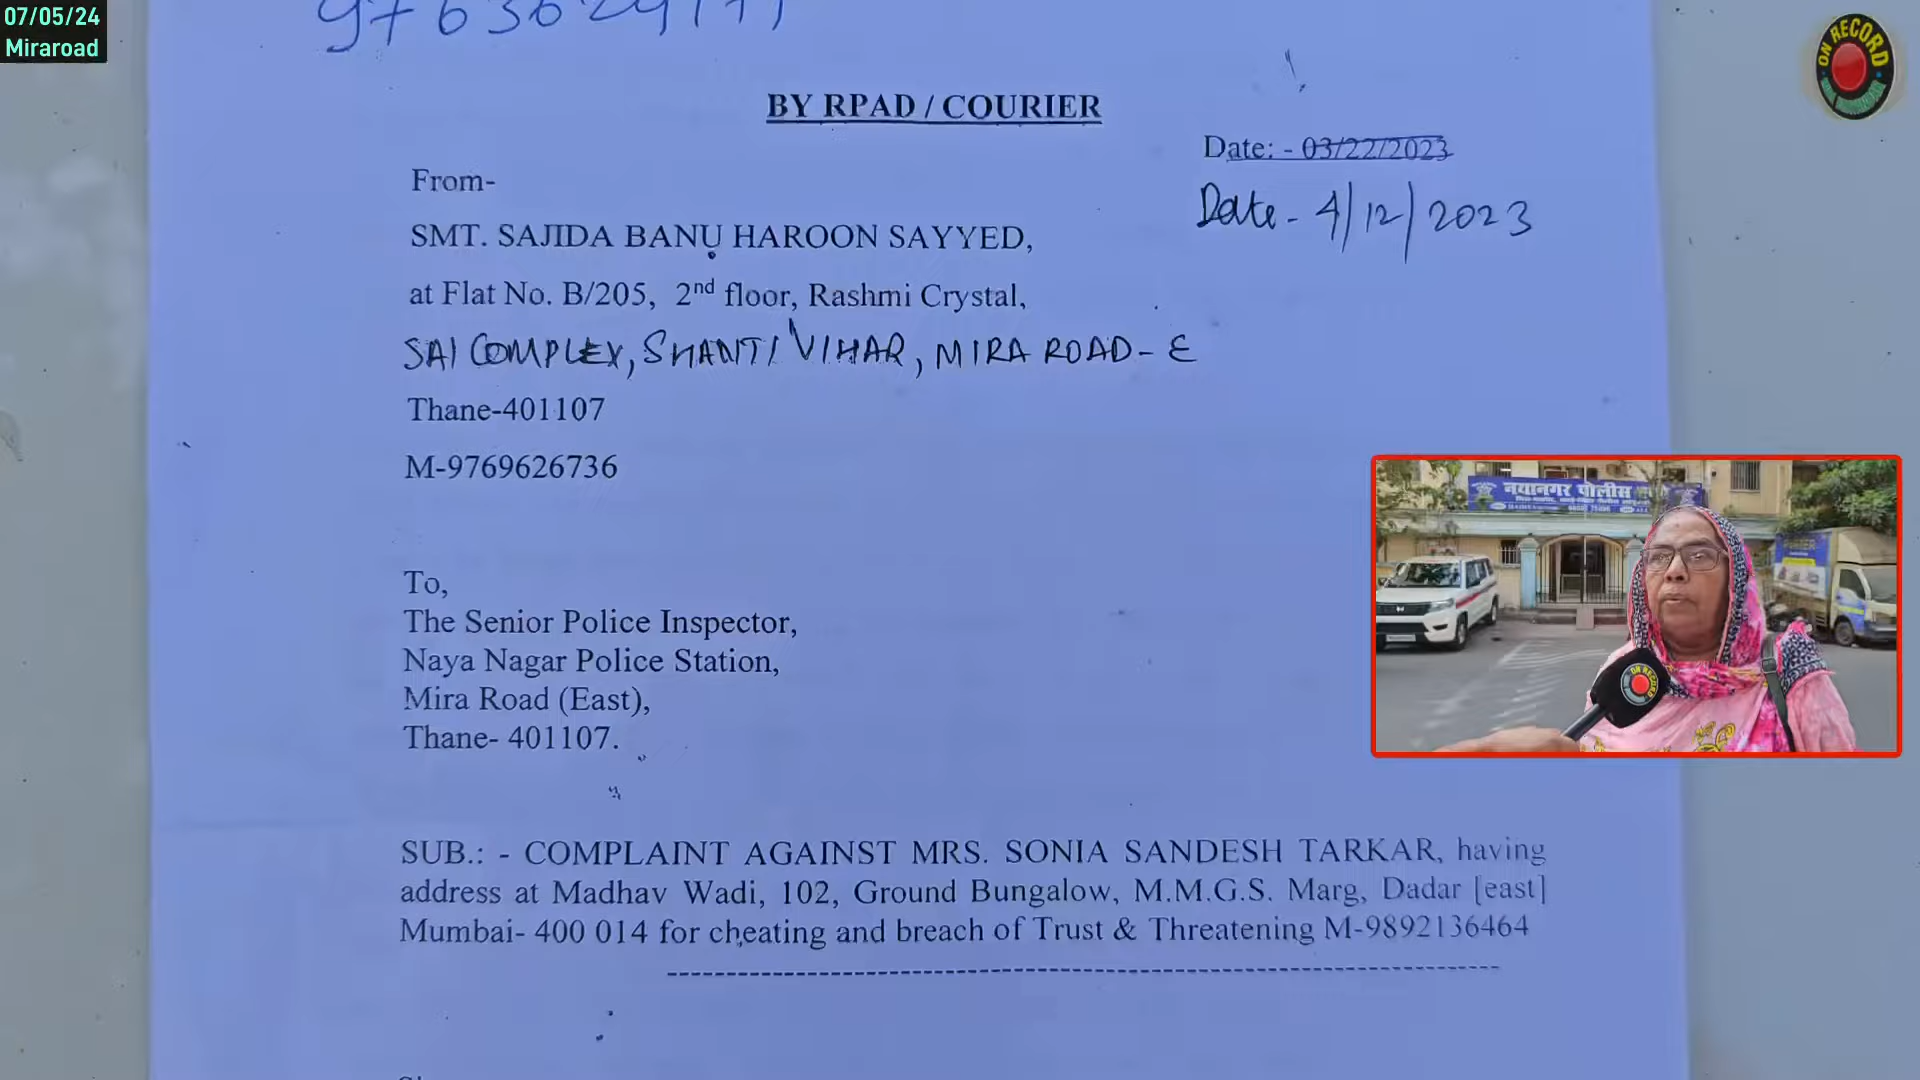 07/05/24
Miraroad
ON RECORD
BY RPAD / COURIER
Date: - 03/22/2023
Date - 4/12/2023
From-
SMT. SAJIDA BANU HAROON SAYYED,
at Flat No. B/205, 2nd floor, Rashmi Crystal,
SAI COMPLEX, SHANTI VIHAR, MIRA ROAD - E
Thane-401107
M-9769626736
To,
The Senior Police Inspector,
Naya Nagar Police Station,
Mira Road (East),
Thane- 401107.
नयानगर पोलीस
ON RECORD
SUB.: - COMPLAINT AGAINST MRS. SONIA SANDESH TARKAR, having
address at Madhav Wadi, 102, Ground Bungalow, M.M.G.S. Marg, Dadar [east]
Mumbai- 400 014 for cheating and breach of Trust & Threatening M-9892136464